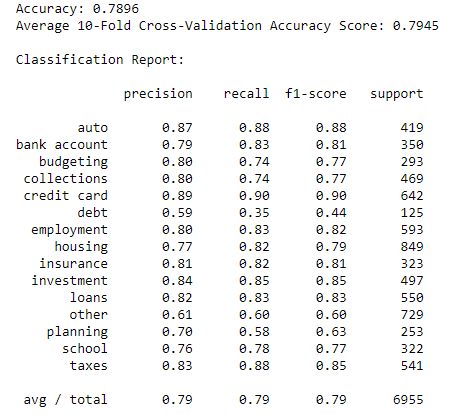 Accuracy: 0.7896
Average 10-Fold Cross-Validation Accuracy Score: 0.7945
Classification Report:
precision recall f1-score support
auto 0.87 0.88 0.88 419
bank account 0.79 0.83 0.81 350
budgeting 0.80 0.74 0.77 293
collections 0.80 0.74 0.77 469
credit card 0.89 0.90 0.90 642
debt 0.59 0.35 0.44 125
employment 0.80 0.83 0.82 593
housing 0.77 0.82 0.79 849
insurance 0.81 0.82 0.81 323
investment 0.84 0.85 0.85 497
loans 0.82 0.83 0.83 550
other 0.61 0.60 0.60 729
planning 0.70 0.58 0.63 253
school 0.76 0.78 0.77 322
taxes 0.83 0.88 0.85 541
avg / total 0.79 0.79 0.79 6955